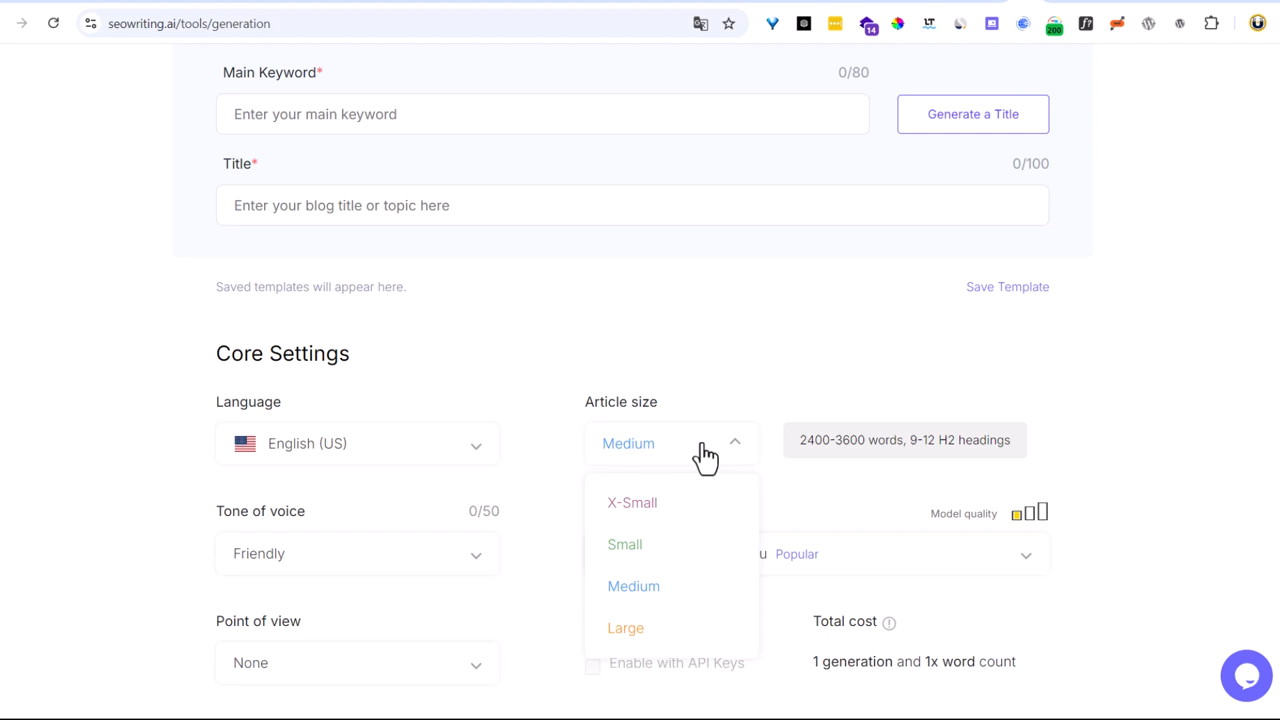 seowriting.ai/tools/generation
14
LT
200
f?
Main Keyword*
0/80
Enter your main keyword
Generate a Title
Title*
0/100
Enter your blog title or topic here
Saved templates will appear here.
Save Template
Core Settings
Language
Article size
English (US)
Medium
2400-3600 words, 9-12 H2 headings
X-Small
Tone of voice
0/50
Model quality
Small
Friendly
u Popular
Medium
Point of view
Large
Total cost
None
Enable with API Keys
1 generation and 1x word count